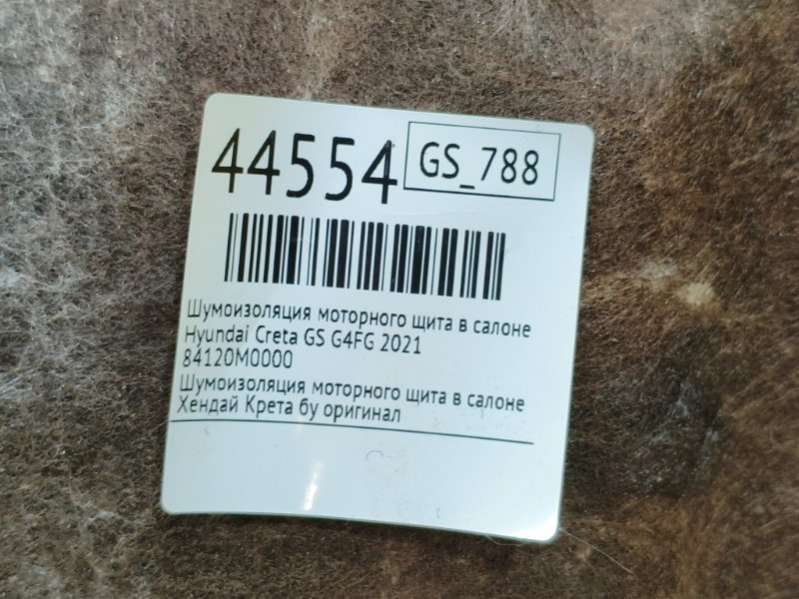 44554 GS_788
Шумоизоляция моторного щита в салоне
Hyundai Creta GS G4FG 2021
84120M0000
Шумоизоляция моторного щита в салоне
Хендай Крета бу оригинал